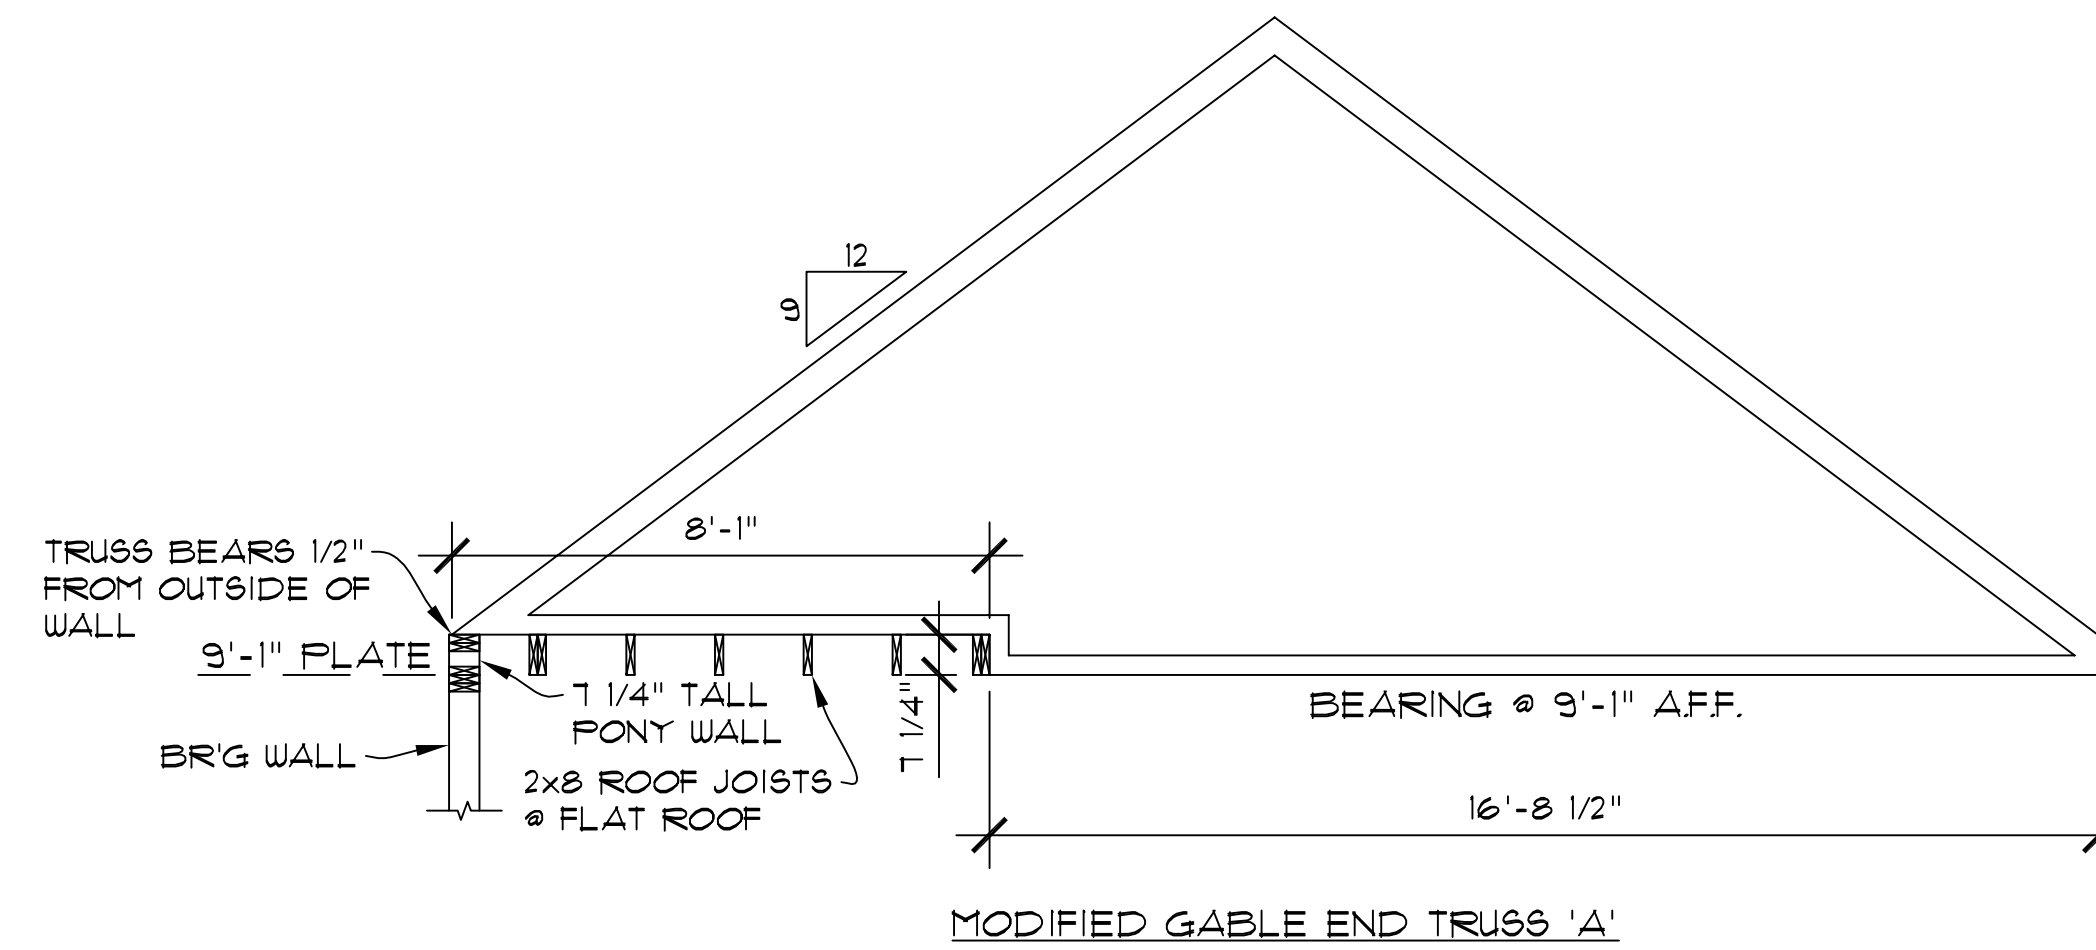 12
9
8'-1"
TRUSS BEARS 1/2"
FROM OUTSIDE OF
WALL
9'-1" PLATE
7 1/4" TALL
PONY WALL
7 1/4"
BEARING @ 9'-1" A.F.F.
BR'G WALL
2x8 ROOF JOISTS
@ FLAT ROOF
16'-8 1/2"
MODIFIED GABLE END TRUSS 'A'